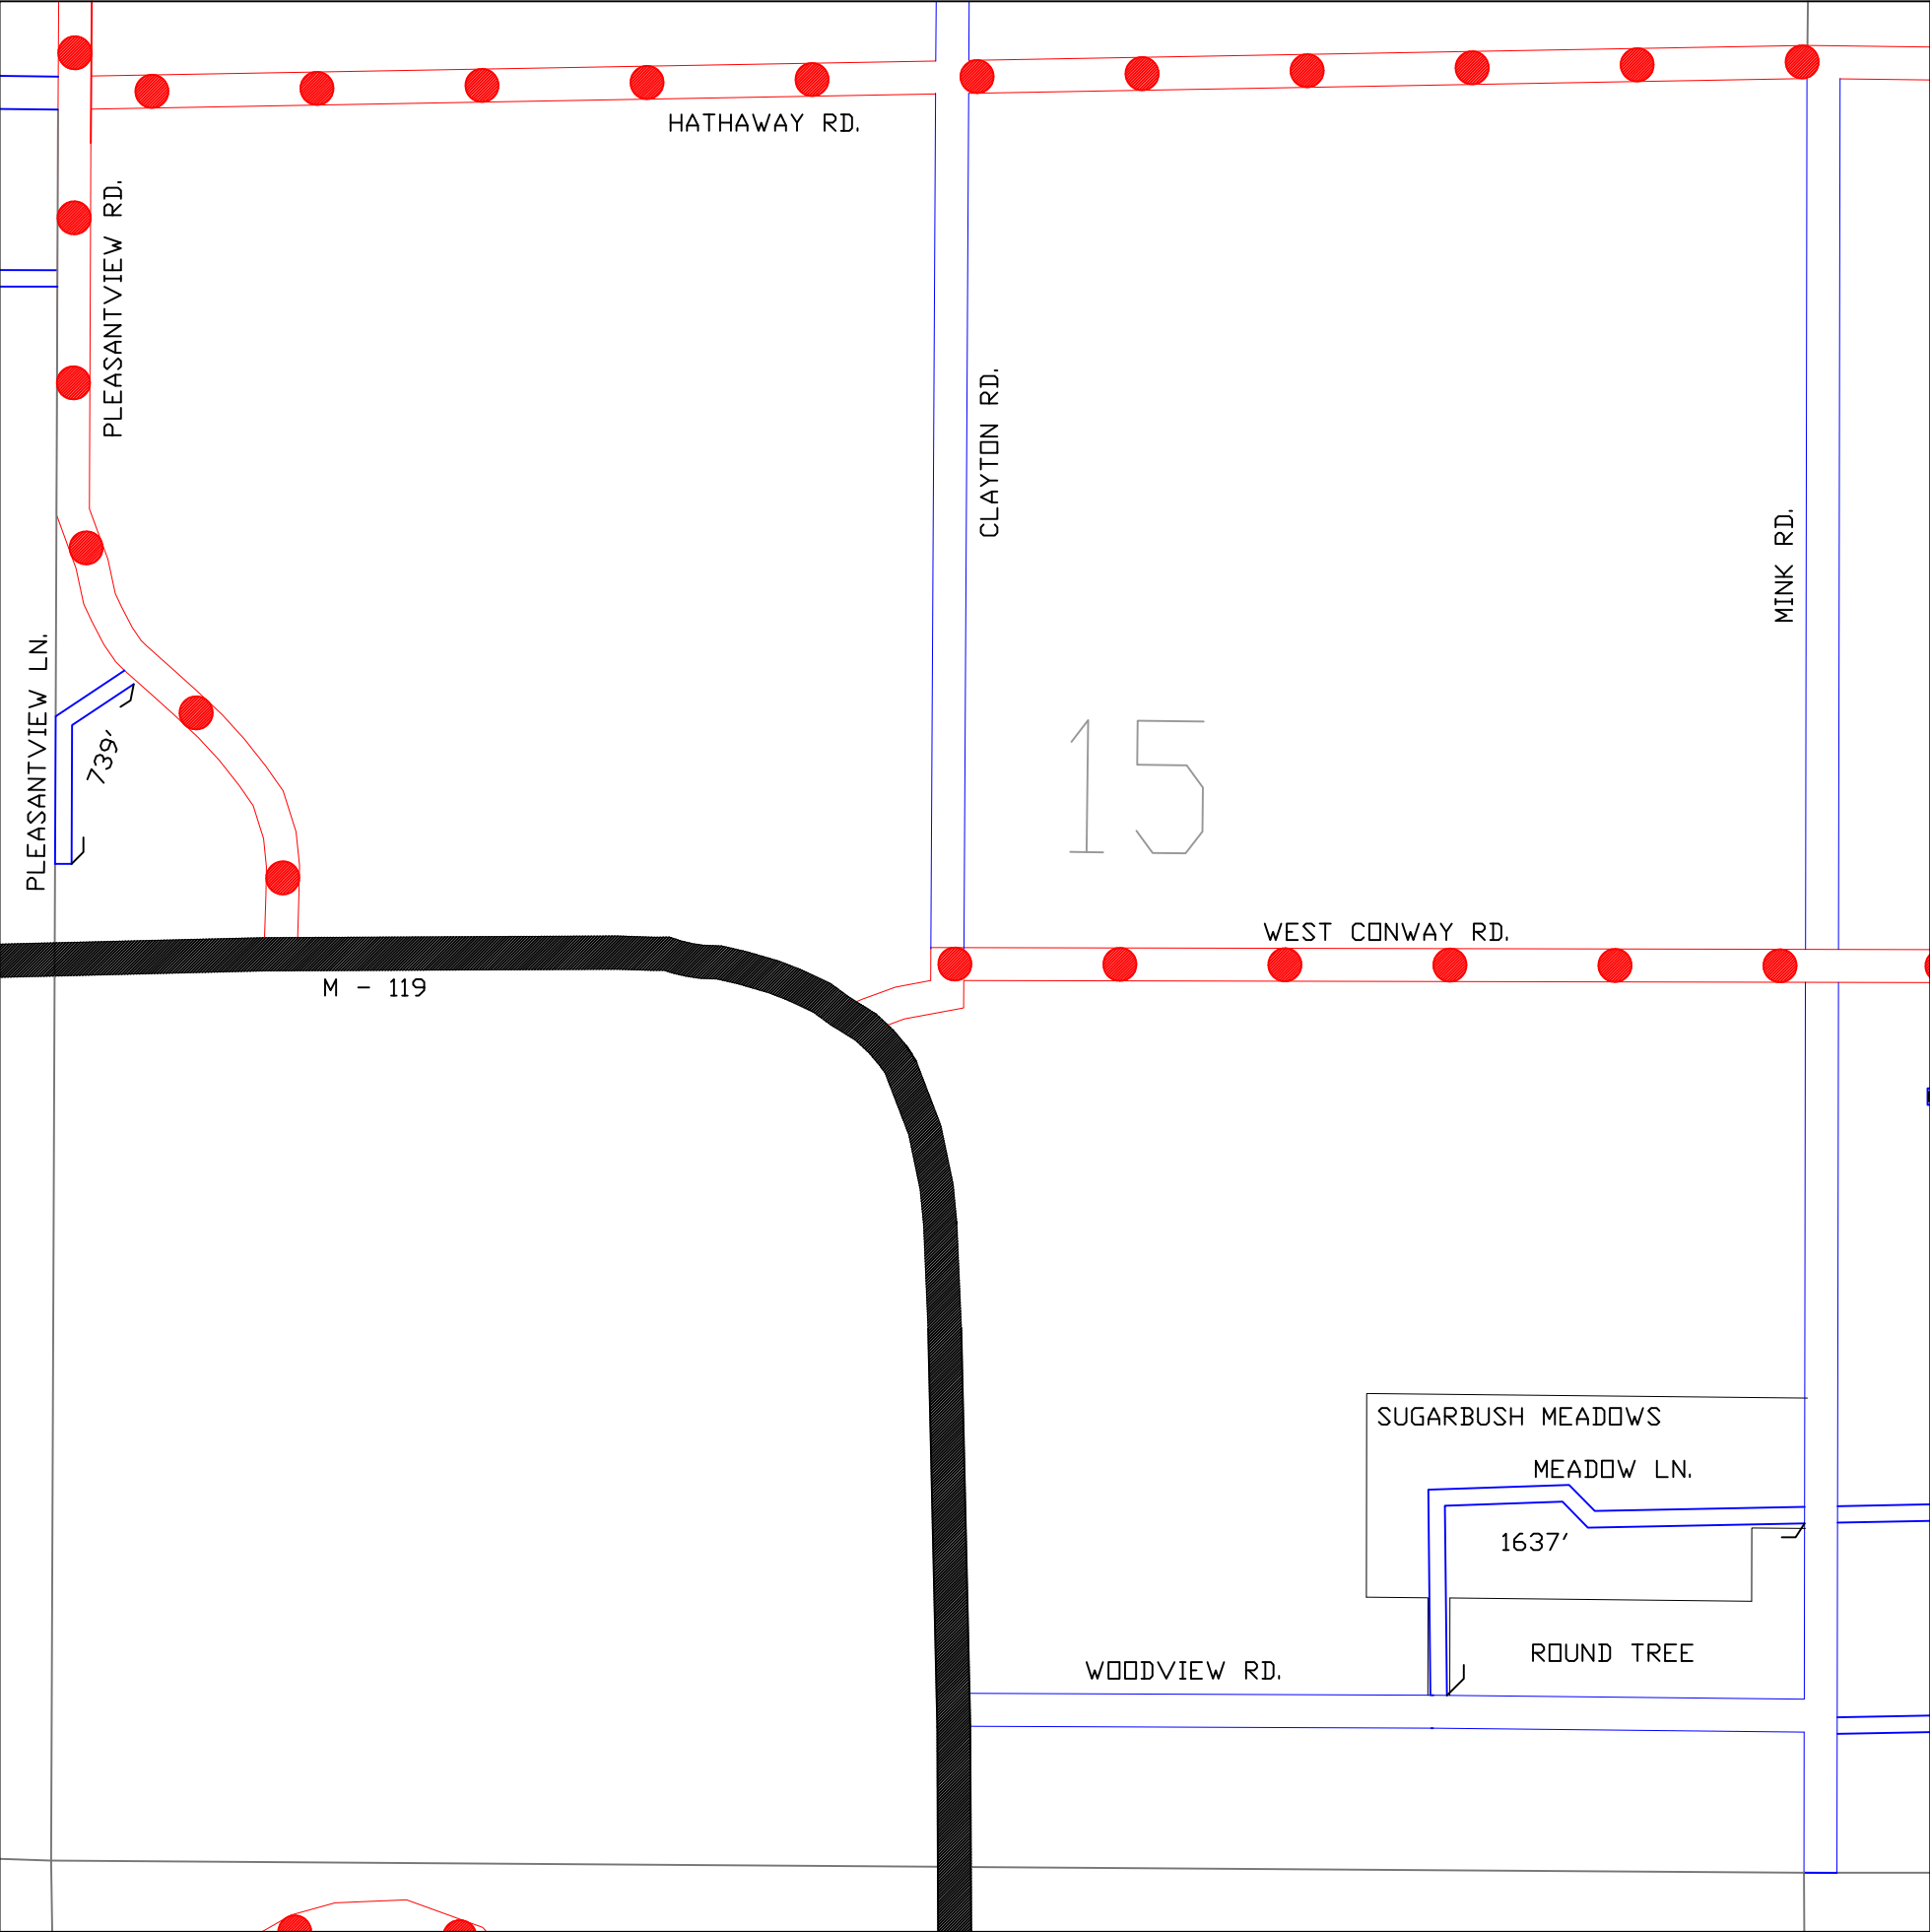 HATHAWAY RD.
PLEASANTVIEW RD.
CLAYTON RD.
MINK RD.
PLEASANTVIEW LN.
739'
15
WEST CONWAY RD.
M - 119
SUGARBUSH MEADOWS
MEADOW LN.
1637'
ROUND TREE
WOODVIEW RD.